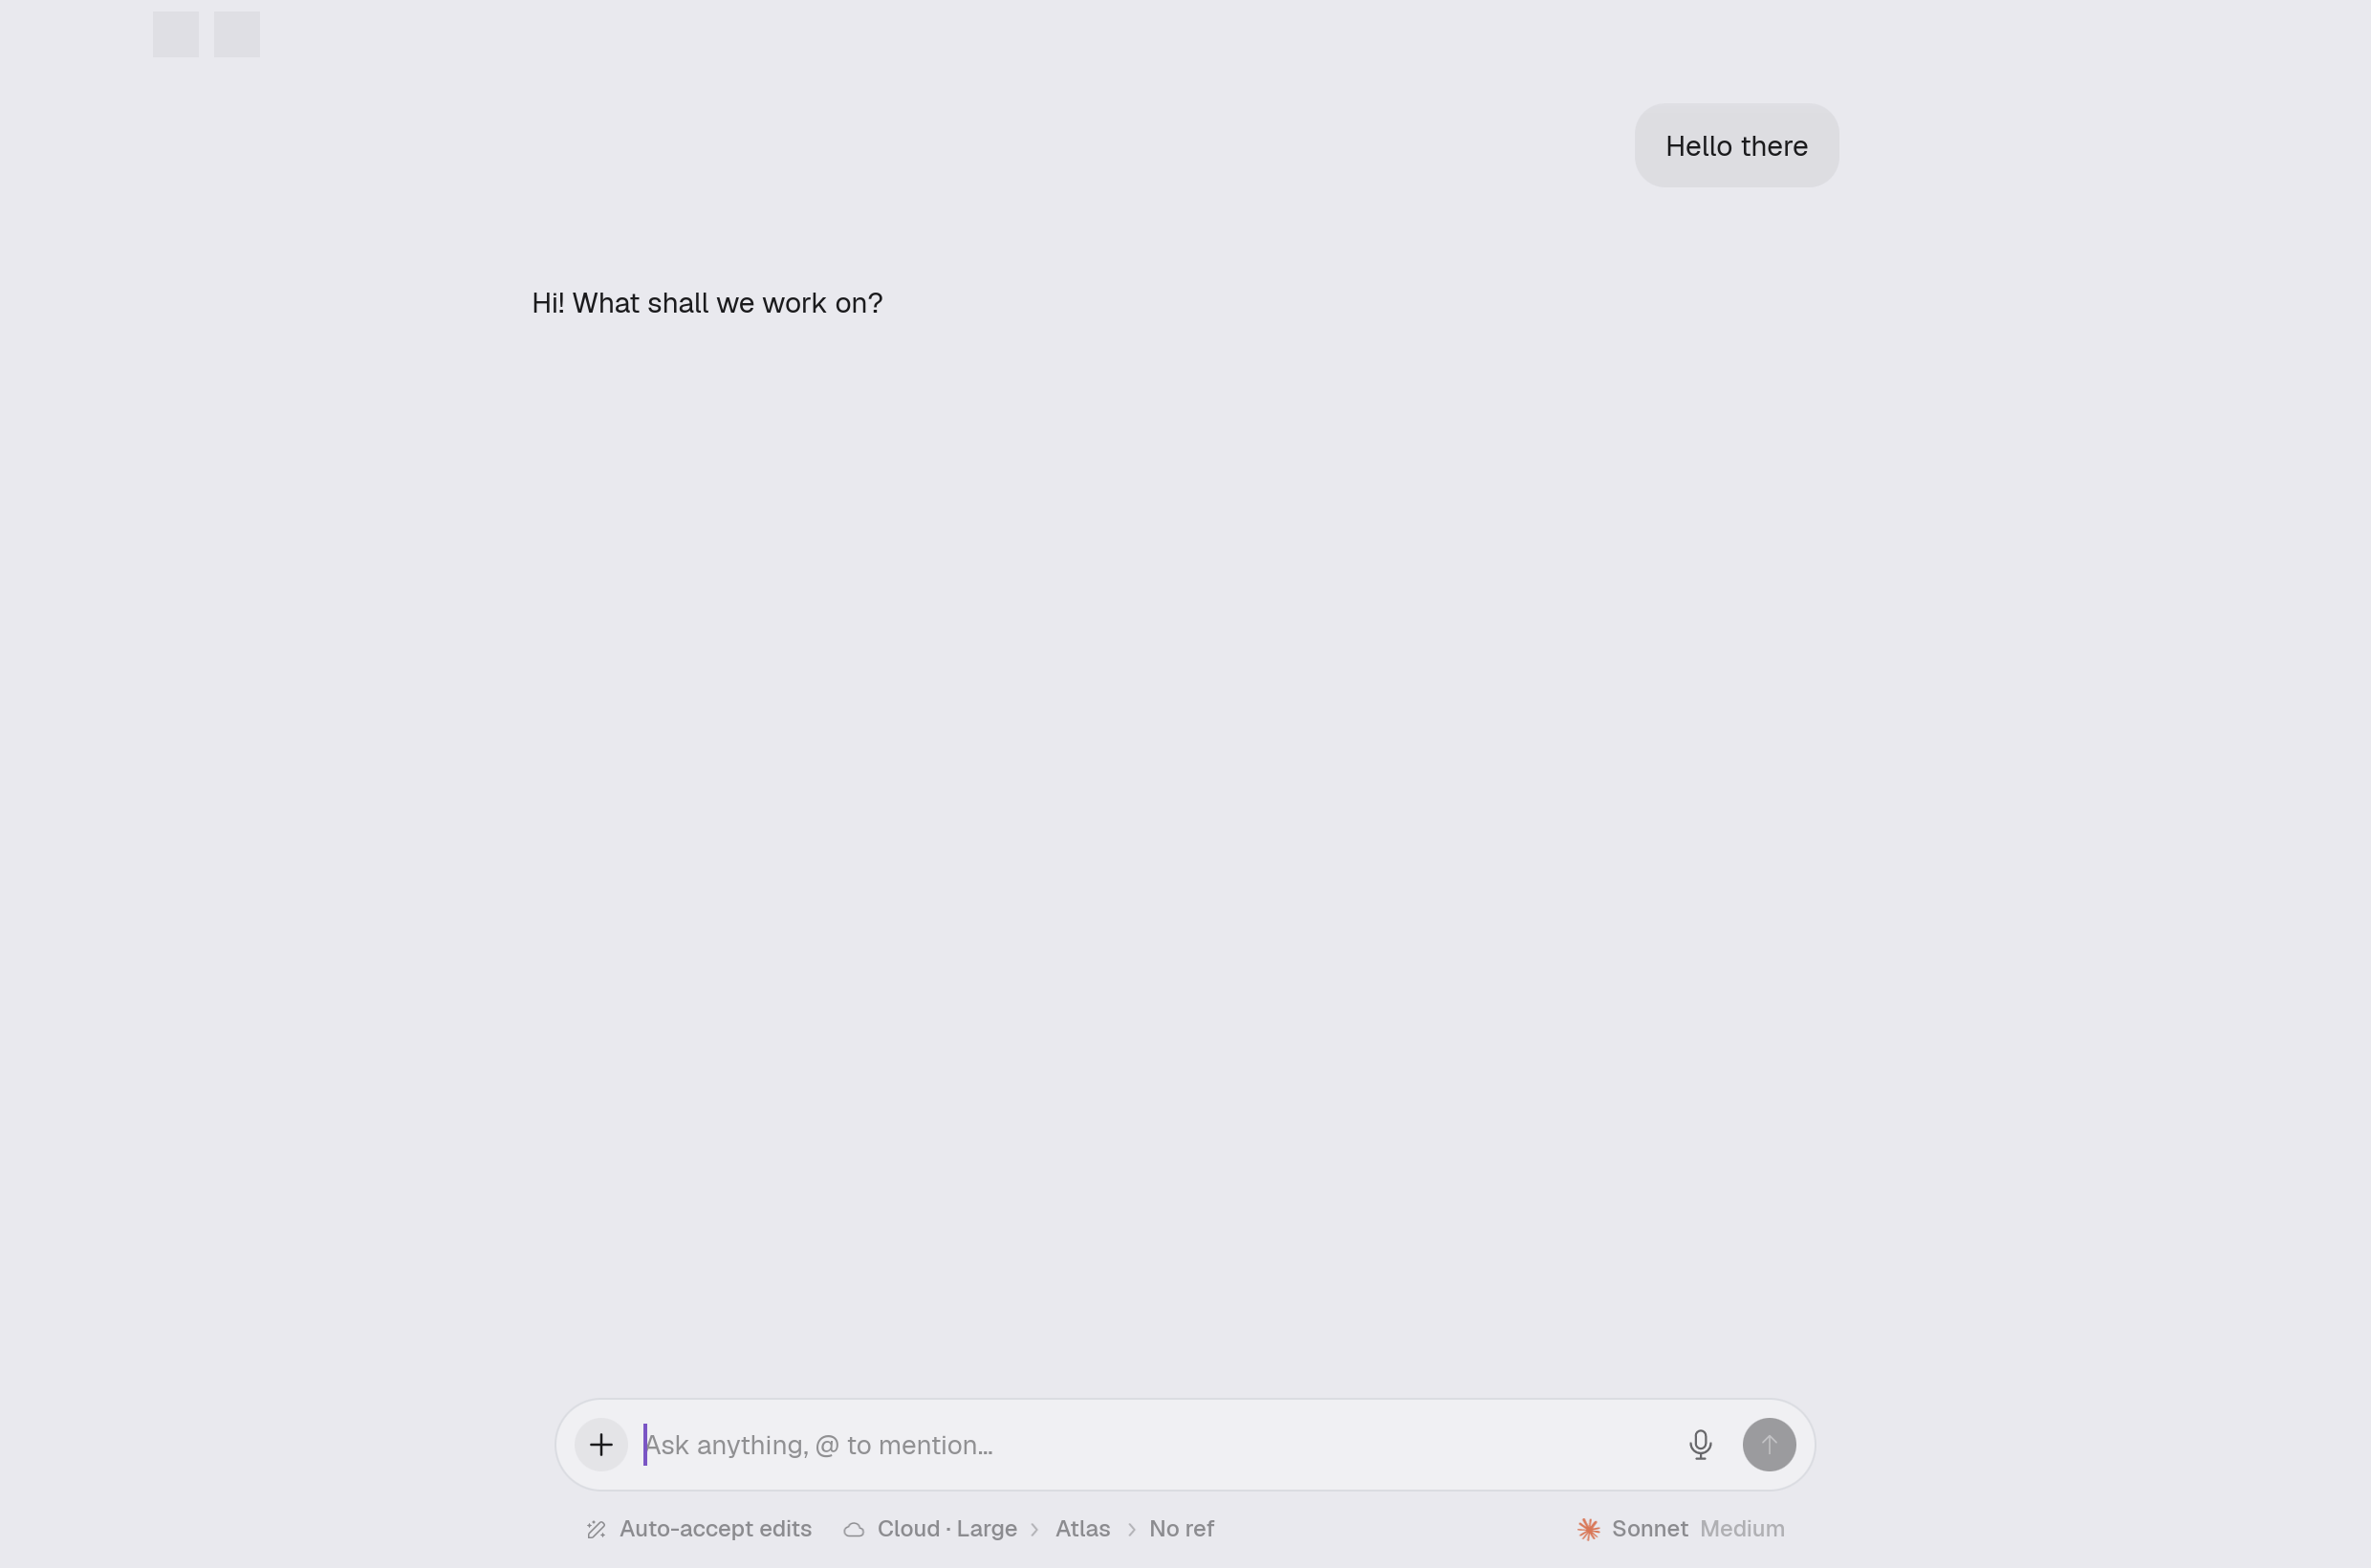 Hello there
Hi! What shall we work on?
Ask anything, @ to mention...
Auto-accept edits Cloud · Large Atlas No ref Sonnet Medium